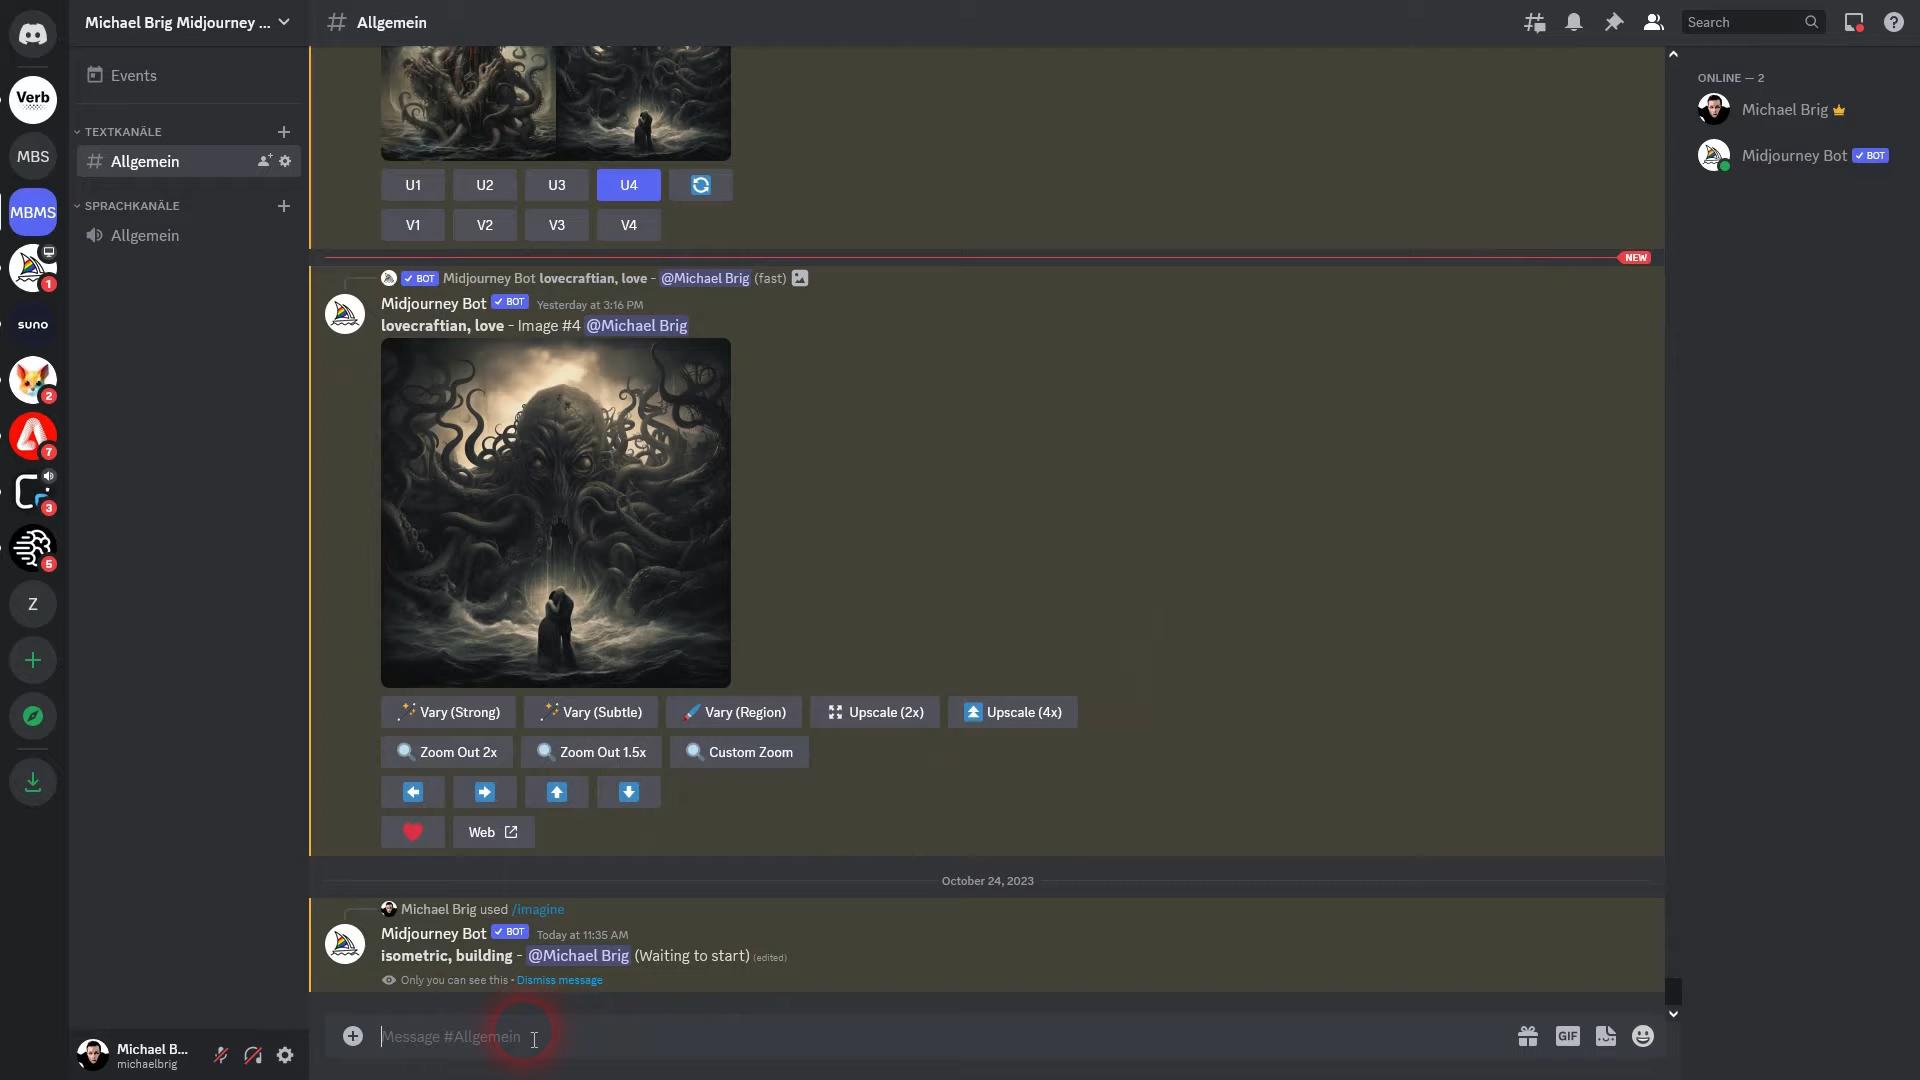 Michael Brig Midjourney ...
Allgemein
Search
Verb
MBS
MBMS
1
suno
2
7
3
5
Z
Events
TEXTKANÄLE
Allgemein
SPRACHKANÄLE
Allgemein
U1 U2 U3 U4
V1 V2 V3 V4
NEW
BOT Midjourney Bot lovecraftian, love - @Michael Brig (fast)
Midjourney Bot BOT Yesterday at 3:16 PM
lovecraftian, love - Image #4 @Michael Brig
Vary (Strong) Vary (Subtle) Vary (Region) Upscale (2x) Upscale (4x)
Zoom Out 2x Zoom Out 1.5x Custom Zoom
Web
October 24, 2023
Michael Brig used /imagine
Midjourney Bot BOT Today at 11:35 AM
isometric, building - @Michael Brig (Waiting to start) (edited)
Only you can see this • Dismiss message
Message #Allgemein
GIF
Michael B...
michaelbrig
ONLINE — 2
Michael Brig
Midjourney Bot BOT